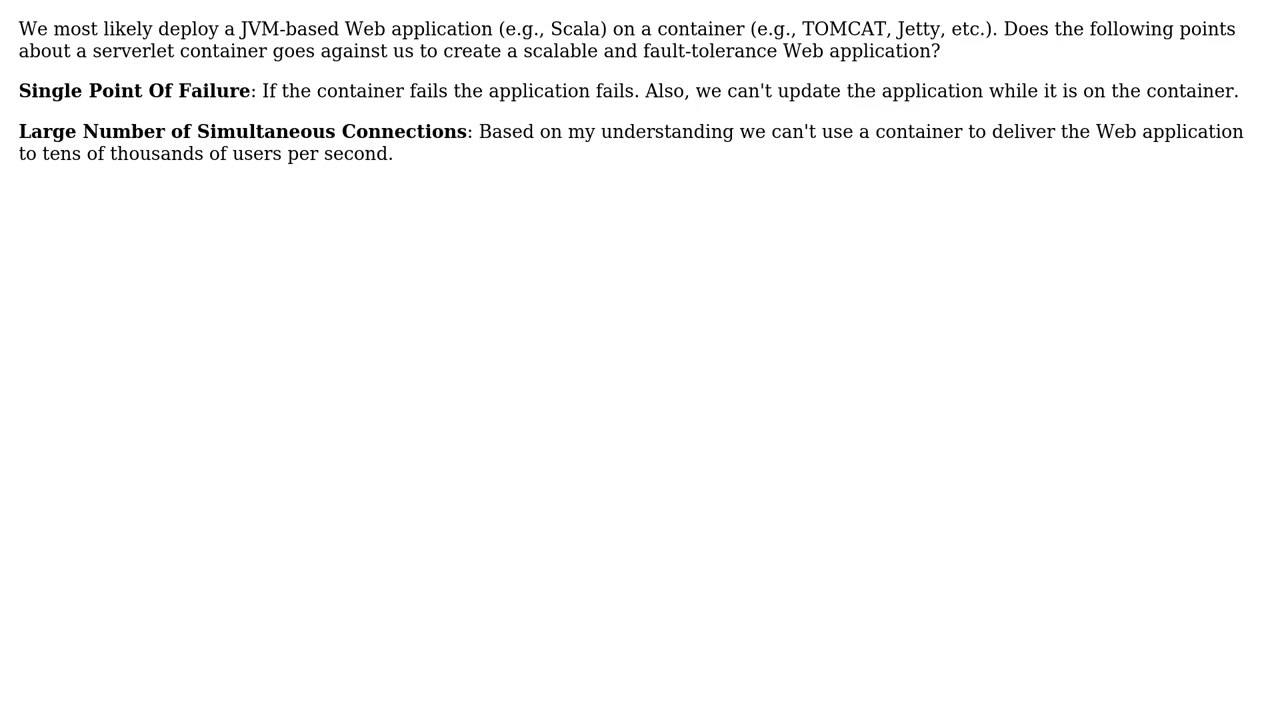 We most likely deploy a JVM-based Web application (e.g., Scala) on a container (e.g., TOMCAT, Jetty, etc.). Does the following points
about a serverlet container goes against us to create a scalable and fault-tolerance Web application?
Single Point Of Failure: If the container fails the application fails. Also, we can't update the application while it is on the container.
Large Number of Simultaneous Connections: Based on my understanding we can't use a container to deliver the Web application
to tens of thousands of users per second.